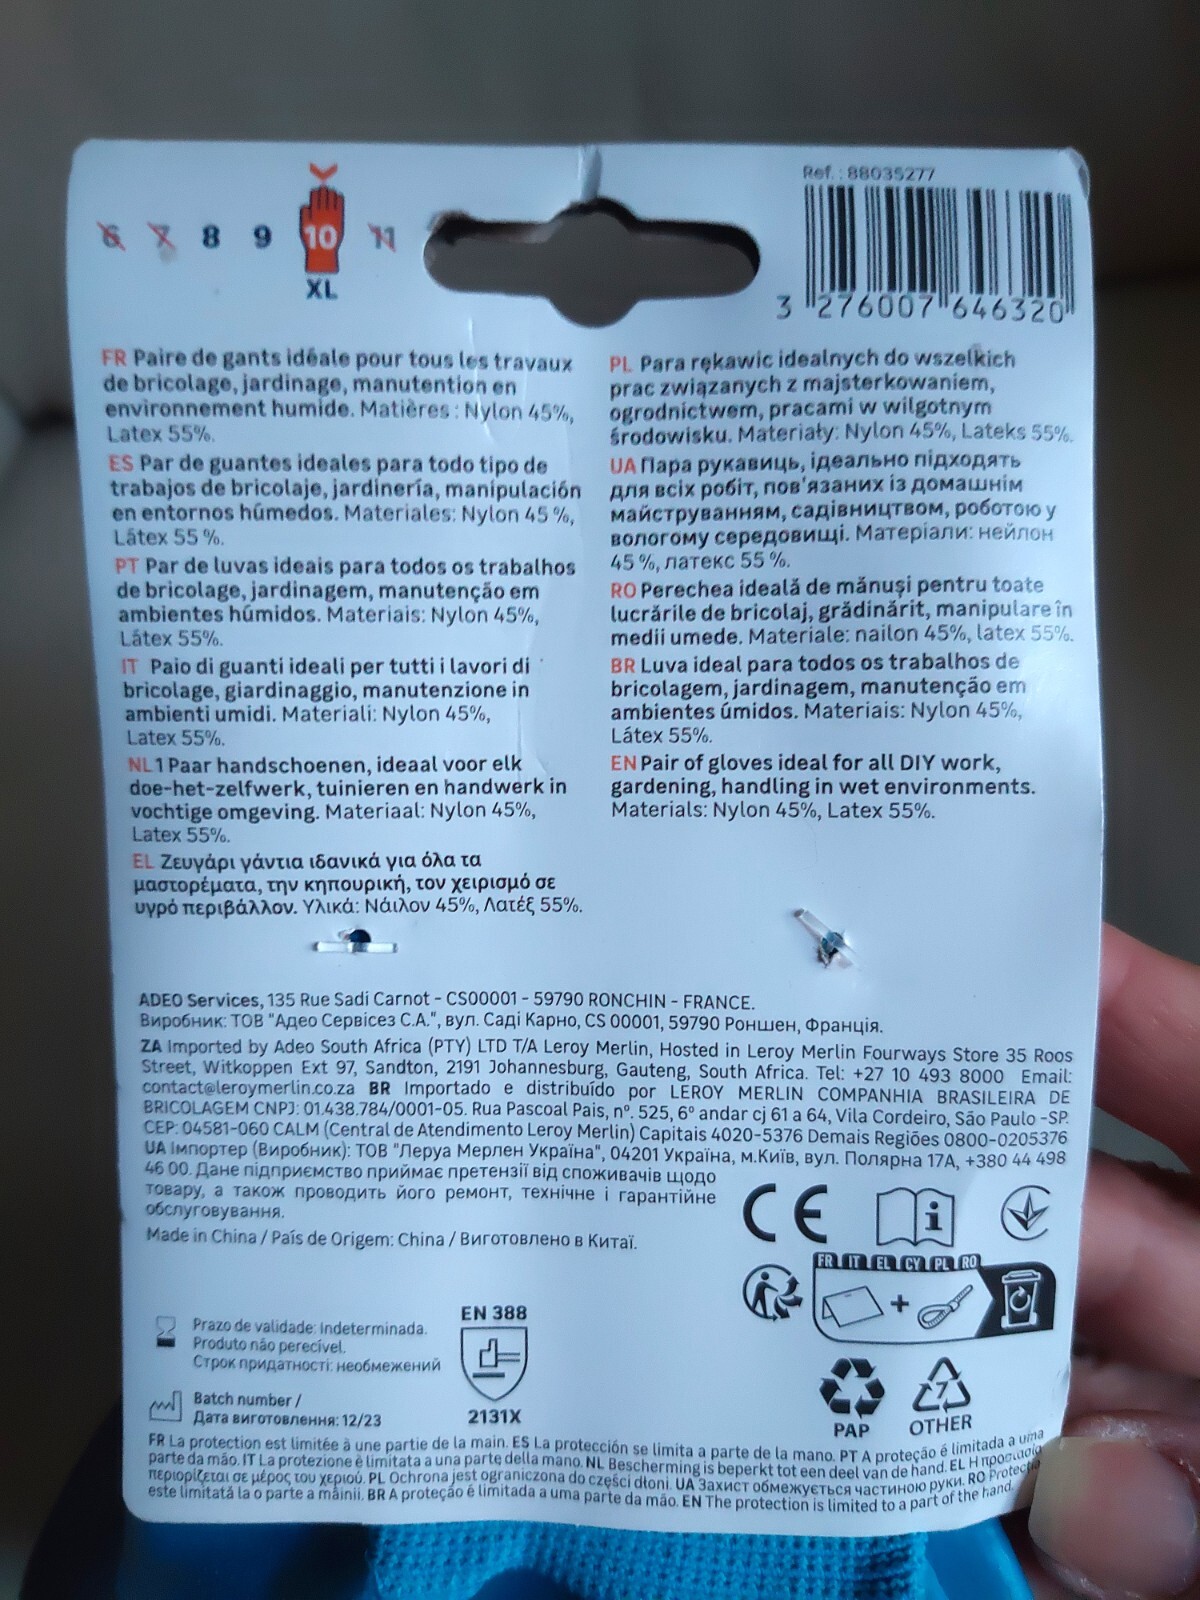 Ref. : 88035277
6 7 8 9 10 11
XL
3 276007 646320
FR Paire de gants idéale pour tous les travaux
de bricolage, jardinage, manutention en
environnement humide. Matières : Nylon 45%,
Latex 55%.
ES Par de guantes ideales para todo tipo de
trabajos de bricolaje, jardinería, manipulación
en entornos húmedos. Materiales: Nylon 45 %,
Látex 55 %.
PT Par de luvas ideais para todos os trabalhos
de bricolage, jardinagem, manutenção em
ambientes húmidos. Materiais: Nylon 45%,
Látex 55%.
IT Paio di guanti ideali per tutti i lavori di
bricolage, giardinaggio, manutenzione in
ambienti umidi. Materiali: Nylon 45%,
Latex 55%.
NL 1 Paar handschoenen, ideaal voor elk
doe-het-zelfwerk, tuinieren en handwerk in
vochtige omgeving. Materiaal: Nylon 45%,
Latex 55%.
EL Ζευγάρι γάντια ιδανικά για όλα τα
μαστορέματα, την κηπουρική, τον χειρισμό σε
υγρό περιβάλλον. Υλικά: Νάιλον 45%, Λατέξ 55%.
PL Para rękawic idealnych do wszelkich
prac związanych z majsterkowaniem,
ogrodnictwem, pracami w wilgotnym
środowisku. Materiały: Nylon 45%, Lateks 55%.
UA Пара рукавиць, ідеально підходять
для всіх робіт, пов'язаних із домашнім
майструванням, садівництвом, роботою у
вологому середовищі. Матеріали: нейлон
45 %, латекс 55 %.
RO Perechea ideală de mănuși pentru toate
lucrările de bricolaj, grădinărit, manipulare în
medii umede. Materiale: nailon 45%, latex 55%.
BR Luva ideal para todos os trabalhos de
bricolagem, jardinagem, manutenção em
ambientes úmidos. Materiais: Nylon 45%,
Látex 55%.
EN Pair of gloves ideal for all DIY work,
gardening, handling in wet environments.
Materials: Nylon 45%, Latex 55%.
ADEO Services, 135 Rue Sadi Carnot - CS00001 - 59790 RONCHIN - FRANCE.
Виробник: ТОВ "Адео Сервісез С.А.", вул. Саді Карно, CS 00001, 59790 Роншен, Франція.
ZA Imported by Adeo South Africa (PTY) LTD T/A Leroy Merlin, Hosted in Leroy Merlin Fourways Store 35 Roos
Street, Witkoppen Ext 97, Sandton, 2191 Johannesburg, Gauteng, South Africa. Tel: +27 10 493 8000 Email:
contact@leroymerlin.co.za BR Importado e distribuído por LEROY MERLIN COMPANHIA BRASILEIRA DE
BRICOLAGEM CNPJ: 01.438.784/0001-05. Rua Pascoal Pais, nº. 525, 6º andar cj 61 a 64, Vila Cordeiro, São Paulo -SP.
CEP: 04581-060 CALM (Central de Atendimento Leroy Merlin) Capitais 4020-5376 Demais Regiões 0800-0205376
UA Імпортер (Виробник): ТОВ "Леруа Мерлен Україна", 04201 Україна, м.Київ, вул. Полярна 17А, +380 44 498
46 00. Дане підприємство приймає претензії від споживачів щодо
товару, а також проводить його ремонт, технічне і гарантійне
обслуговування.
Made in China / País de Origem: China / Виготовлено в Китаї.
CE
FR IT EL CY PL RO
+
Prazo de validade: Indeterminada.
Produto não perecível.
Строк придатності: необмежений
Batch number /
Дата виготовлення: 12/23
EN 388
2131X
PAP
7
OTHER
FR La protection est limitée à une partie de la main. ES La protección se limita a parte de la mano. PT A proteção é limitada a uma
parte da mão. IT La protezione è limitata a una parte della mano. NL Bescherming is beperkt tot een deel van de hand. EL Η προστασία
περιορίζεται σε μέρος του χεριού. PL Ochrona jest ograniczona do części dłoni. UA Захист обмежується частиною руки. RO Protecția
este limitată la o parte a mâinii. BR A proteção é limitada a uma parte da mão. EN The protection is limited to a part of the hand.